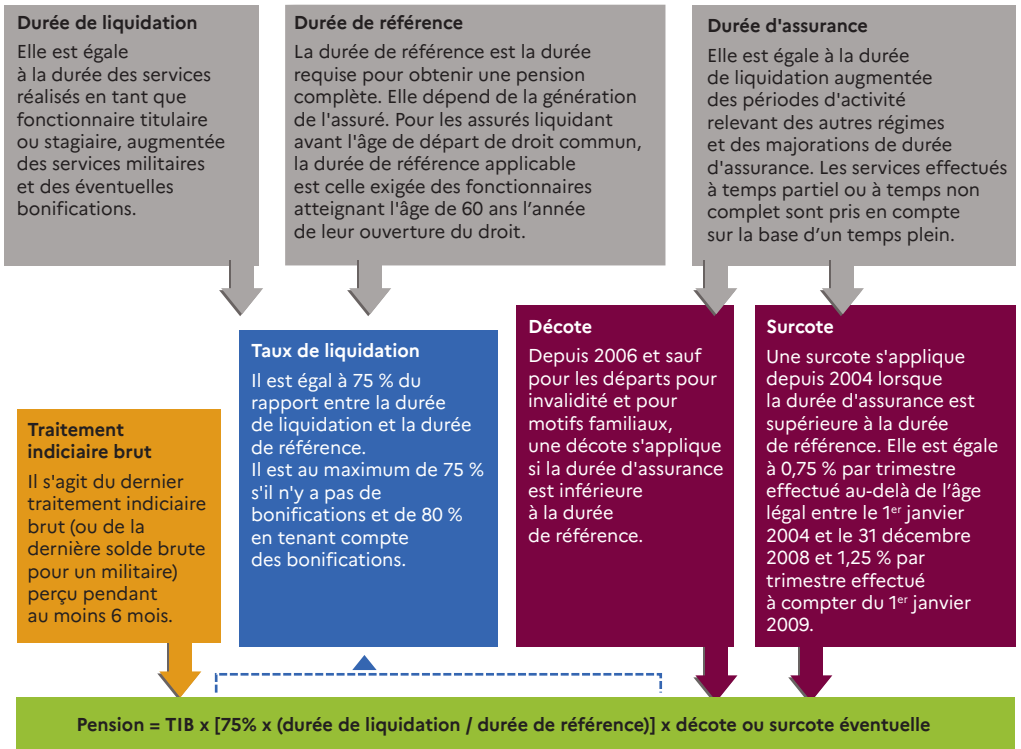 Durée de liquidation
Elle est égale
à la durée des services
réalisés en tant que
fonctionnaire titulaire
ou stagiaire, augmentée
des services militaires
et des éventuelles
bonifications.
Durée de référence
La durée de référence est la durée
requise pour obtenir une pension
complète. Elle dépend de la génération
de l'assuré. Pour les assurés liquidant
avant l'âge de départ de droit commun,
la durée de référence applicable
est celle exigée des fonctionnaires
atteignant l'âge de 60 ans l’année
de leur ouverture du droit.
Durée d'assurance
Elle est égale à la durée
de liquidation augmentée
des périodes d'activité
relevant des autres régimes
et des majorations de durée
d'assurance. Les services effectués
à temps partiel ou à temps non
complet sont pris en compte
sur la base d’un temps plein.
Traitement
indiciaire brut
Il s'agit du dernier
traitement indiciaire
brut (ou de la
dernière solde brute
pour un militaire)
perçu pendant
au moins 6 mois.
Taux de liquidation
Il est égal à 75 % du
rapport entre la durée
de liquidation et la durée
de référence.
Il est au maximum de 75 %
s'il n'y a pas de
bonifications et de 80 %
en tenant compte
des bonifications.
Décote
Depuis 2006 et sauf
pour les départs pour
invalidité et pour
motifs familiaux,
une décote s'applique
si la durée d'assurance
est inférieure
à la durée
de référence.
Surcote
Une surcote s'applique
depuis 2004 lorsque
la durée d'assurance est
supérieure à la durée
de référence. Elle est égale
à 0,75 % par trimestre
effectué au-delà de l’âge
légal entre le 1er janvier
2004 et le 31 décembre
2008 et 1,25 % par
trimestre effectué
à compter du 1er janvier
2009.
Pension = TIB x [75% x (durée de liquidation / durée de référence)] x décote ou surcote éventuelle